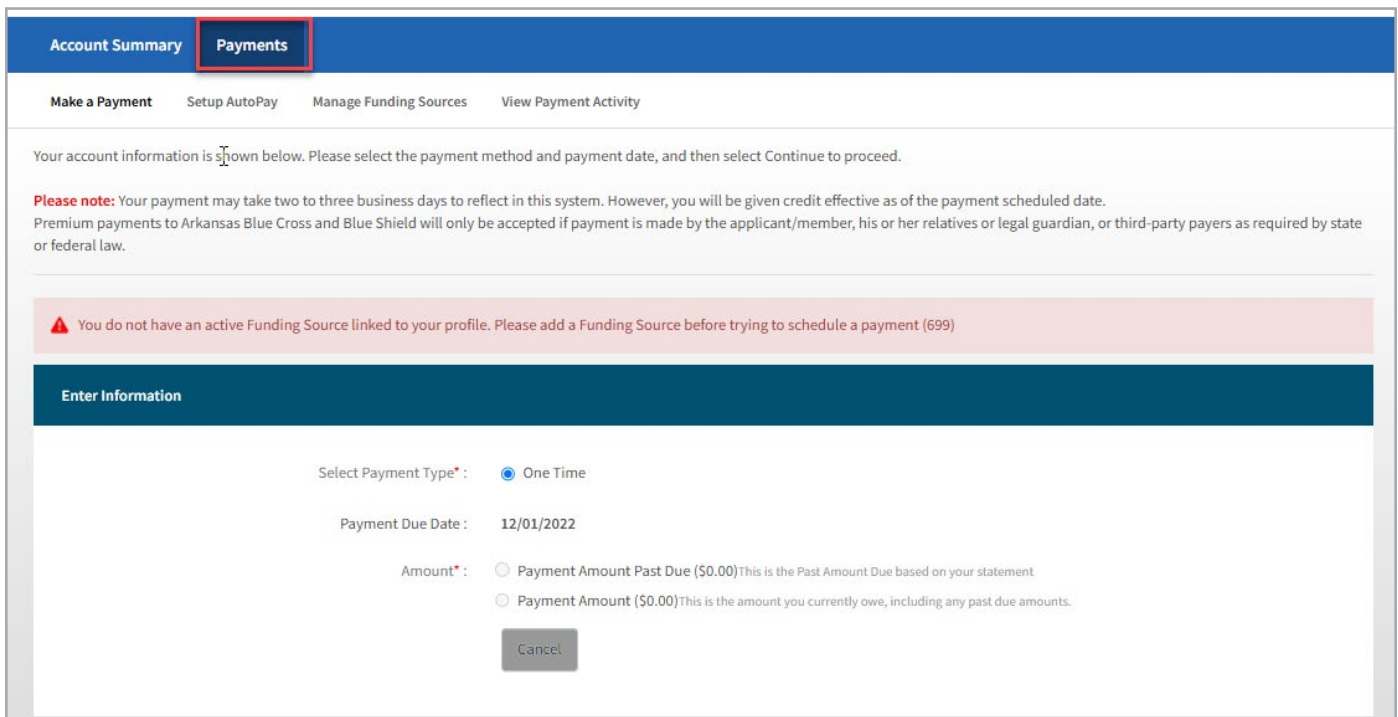 Account Summary Payments
Make a Payment Setup AutoPay Manage Funding Sources View Payment Activity
Your account information is shown below. Please select the payment method and payment date, and then select Continue to proceed.
Please note: Your payment may take two to three business days to reflect in this system. However, you will be given credit effective as of the payment scheduled date.
Premium payments to Arkansas Blue Cross and Blue Shield will only be accepted if payment is made by the applicant/member, his or her relatives or legal guardian, or third-party payers as required by state
or federal law.
You do not have an active Funding Source linked to your profile. Please add a Funding Source before trying to schedule a payment (699)
Enter Information
Select Payment Type* : One Time
Payment Due Date : 12/01/2022
Amount* : Payment Amount Past Due ($0.00)This is the Past Amount Due based on your statement
Payment Amount ($0.00)This is the amount you currently owe, including any past due amounts.
Cancel